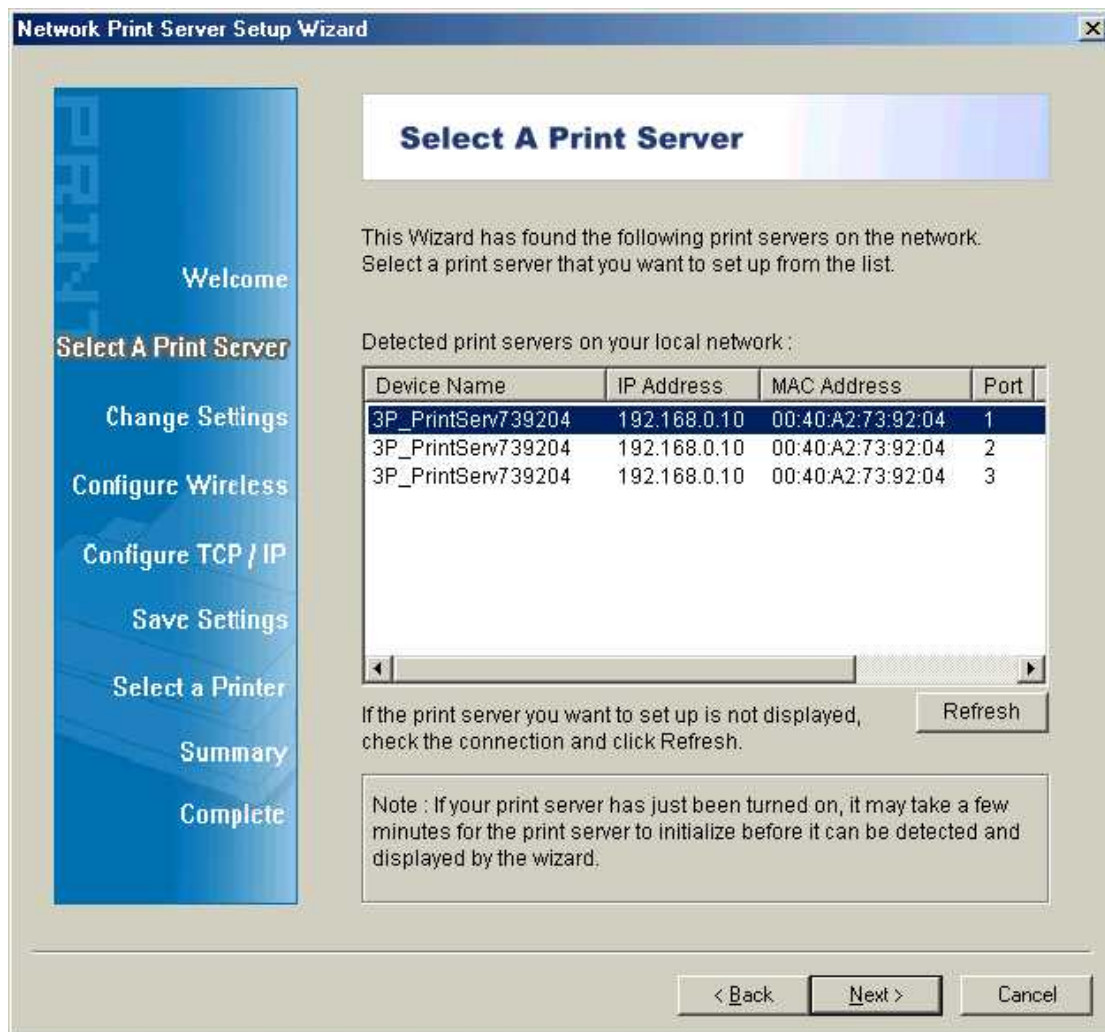 Network Print Server Setup Wizard
PRINT
Welcome
Select A Print Server
Change Settings
Configure Wireless
Configure TCP / IP
Save Settings
Select a Printer
Summary
Complete
Select A Print Server
This Wizard has found the following print servers on the network.
Select a print server that you want to set up from the list.
Detected print servers on your local network :
Device Name IP Address MAC Address Port
3P_PrintServ739204 192.168.0.10 00:40:A2:73:92:04 1
3P_PrintServ739204 192.168.0.10 00:40:A2:73:92:04 2
3P_PrintServ739204 192.168.0.10 00:40:A2:73:92:04 3
If the print server you want to set up is not displayed,
check the connection and click Refresh.
Refresh
Note : If your print server has just been turned on, it may take a few
minutes for the print server to initialize before it can be detected and
displayed by the wizard.
< Back Next > Cancel